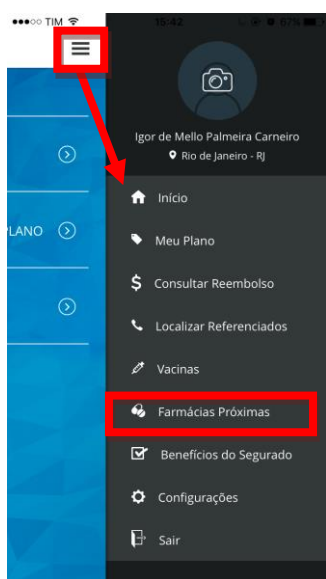 TIM
15:42
67%
Igor de Mello Palmeira Carneiro
Rio de Janeiro - RJ
Início
PLANO
Meu Plano
Consultar Reembolso
Localizar Referenciados
Vacinas
Farmácias Próximas
Benefícios do Segurado
Configurações
Sair